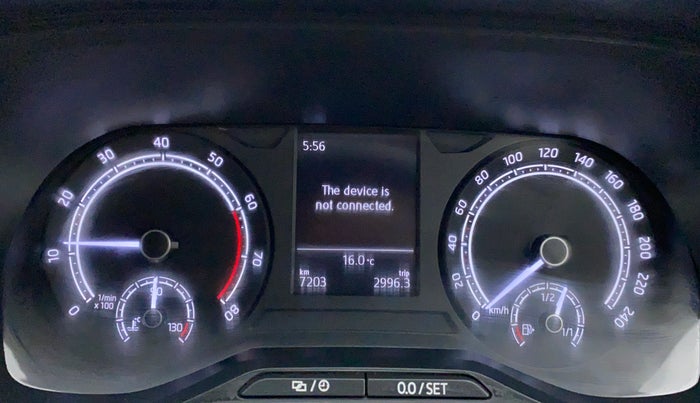 5:56
The device is
not connected.
16.0 °C
km
7203
trip
2996.3
0
10
20
30
40
50
60
70
80
1/min
x 100
90
°C
130
0
20
40
60
80
100
120
140
160
180
200
220
240
km/h
1/2
1/1
0.0 / SET